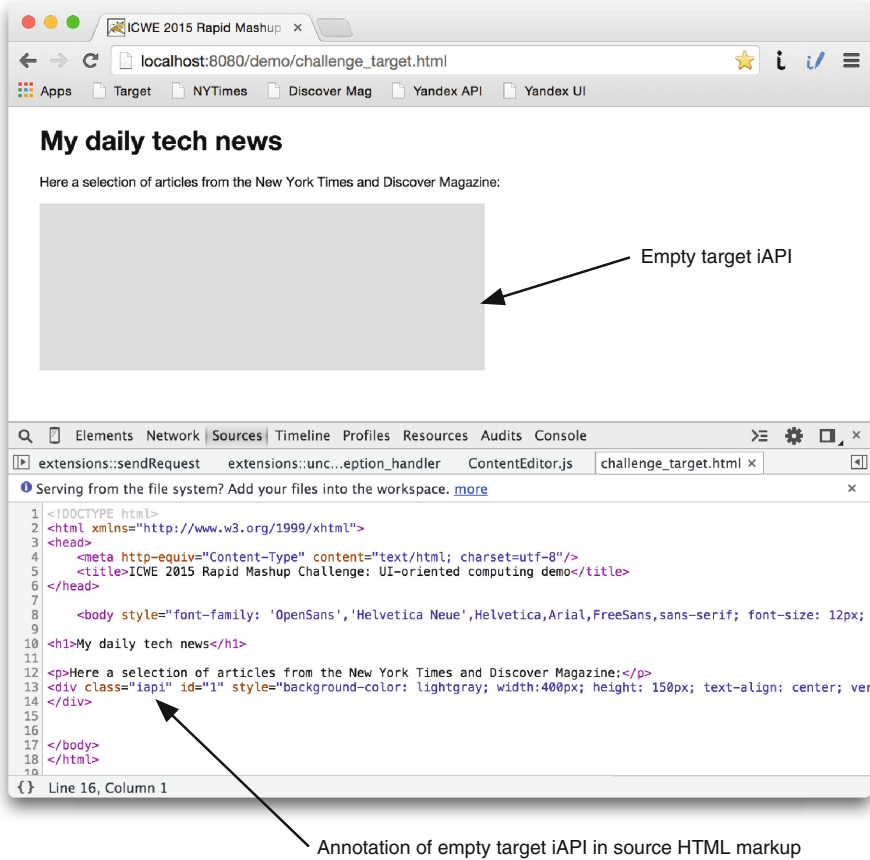 ICWE 2015 Rapid Mashup ×
localhost:8080/demo/challenge_target.html
Apps Target NYTimes Discover Mag Yandex API Yandex UI
My daily tech news
Here a selection of articles from the New York Times and Discover Magazine:
Empty target iAPI
Elements Network Sources Timeline Profiles Resources Audits Console
extensions::sendRequest extensions::unc...eption_handler ContentEditor.js challenge_target.html ×
Serving from the file system? Add your files into the workspace. more ×
1 <!DOCTYPE html>
2 <html xmlns="http://www.w3.org/1999/xhtml">
3 <head>
4 <meta http-equiv="Content-Type" content="text/html; charset=utf-8"/>
5 <title>ICWE 2015 Rapid Mashup Challenge: UI-oriented computing demo</title>
6 </head>
7
8 <body style="font-family: 'OpenSans','Helvetica Neue',Helvetica,Arial,FreeSans,sans-serif; font-size: 12px;
9
10 <h1>My daily tech news</h1>
11
12 <p>Here a selection of articles from the New York Times and Discover Magazine:</p>
13 <div class="iapi" id="1" style="background-color: lightgray; width:400px; height: 150px; text-align: center; ver
14 </div>
15
16
17 </body>
18 </html>
19
{} Line 16, Column 1
Annotation of empty target iAPI in source HTML markup